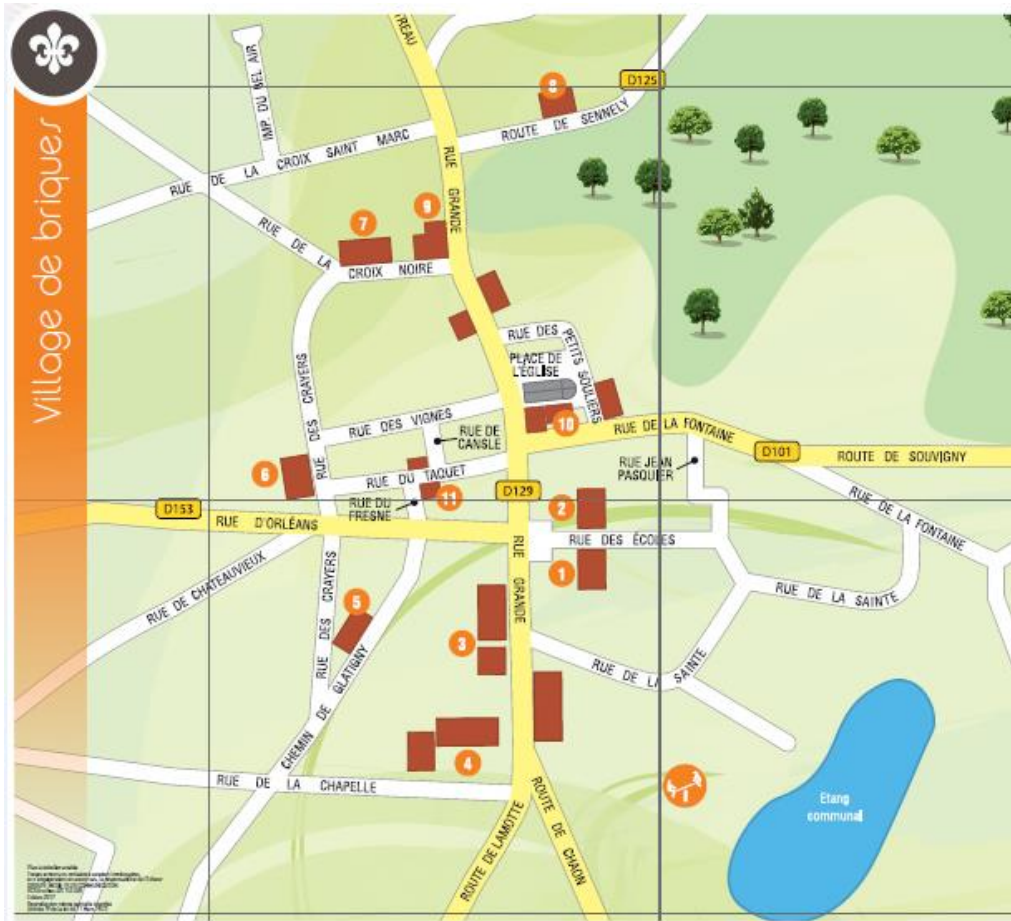 Village de briques
TREAU
IMP. DU BEL AIR
8
D125
ROUTE DE SENNELY
RUE DE LA CROIX SAINT MARC
RUE GRANDE
9
7
RUE DE LA CROIX NOIRE
RUE DES PETITS SOULIERS
PLACE DE
L'ÉGLISE
RUE DES CRAYERS
RUE DES VIGNES
RUE DE
CANSLE
10
RUE DE LA FONTAINE
D101
ROUTE DE SOUVIGNY
6
RUE DU TAQUET
RUE JEAN
PASQUIER
11
D129
RUE DU
FRESNE
D153
RUE D'ORLÉANS
2
RUE DES ÉCOLES
RUE DE LA FONTAINE
1
RUE DE CHATEAUVIEUX
RUE DES CRAYERS
5
RUE GRANDE
RUE DE LA SAINTE
3
RUE DE LA SAINTE
CHEMIN DE GLATIGNY
4
RUE DE LA CHAPELLE
ROUTE DE LAMOTTE
ROUTE DE CHAON
Etang
communal